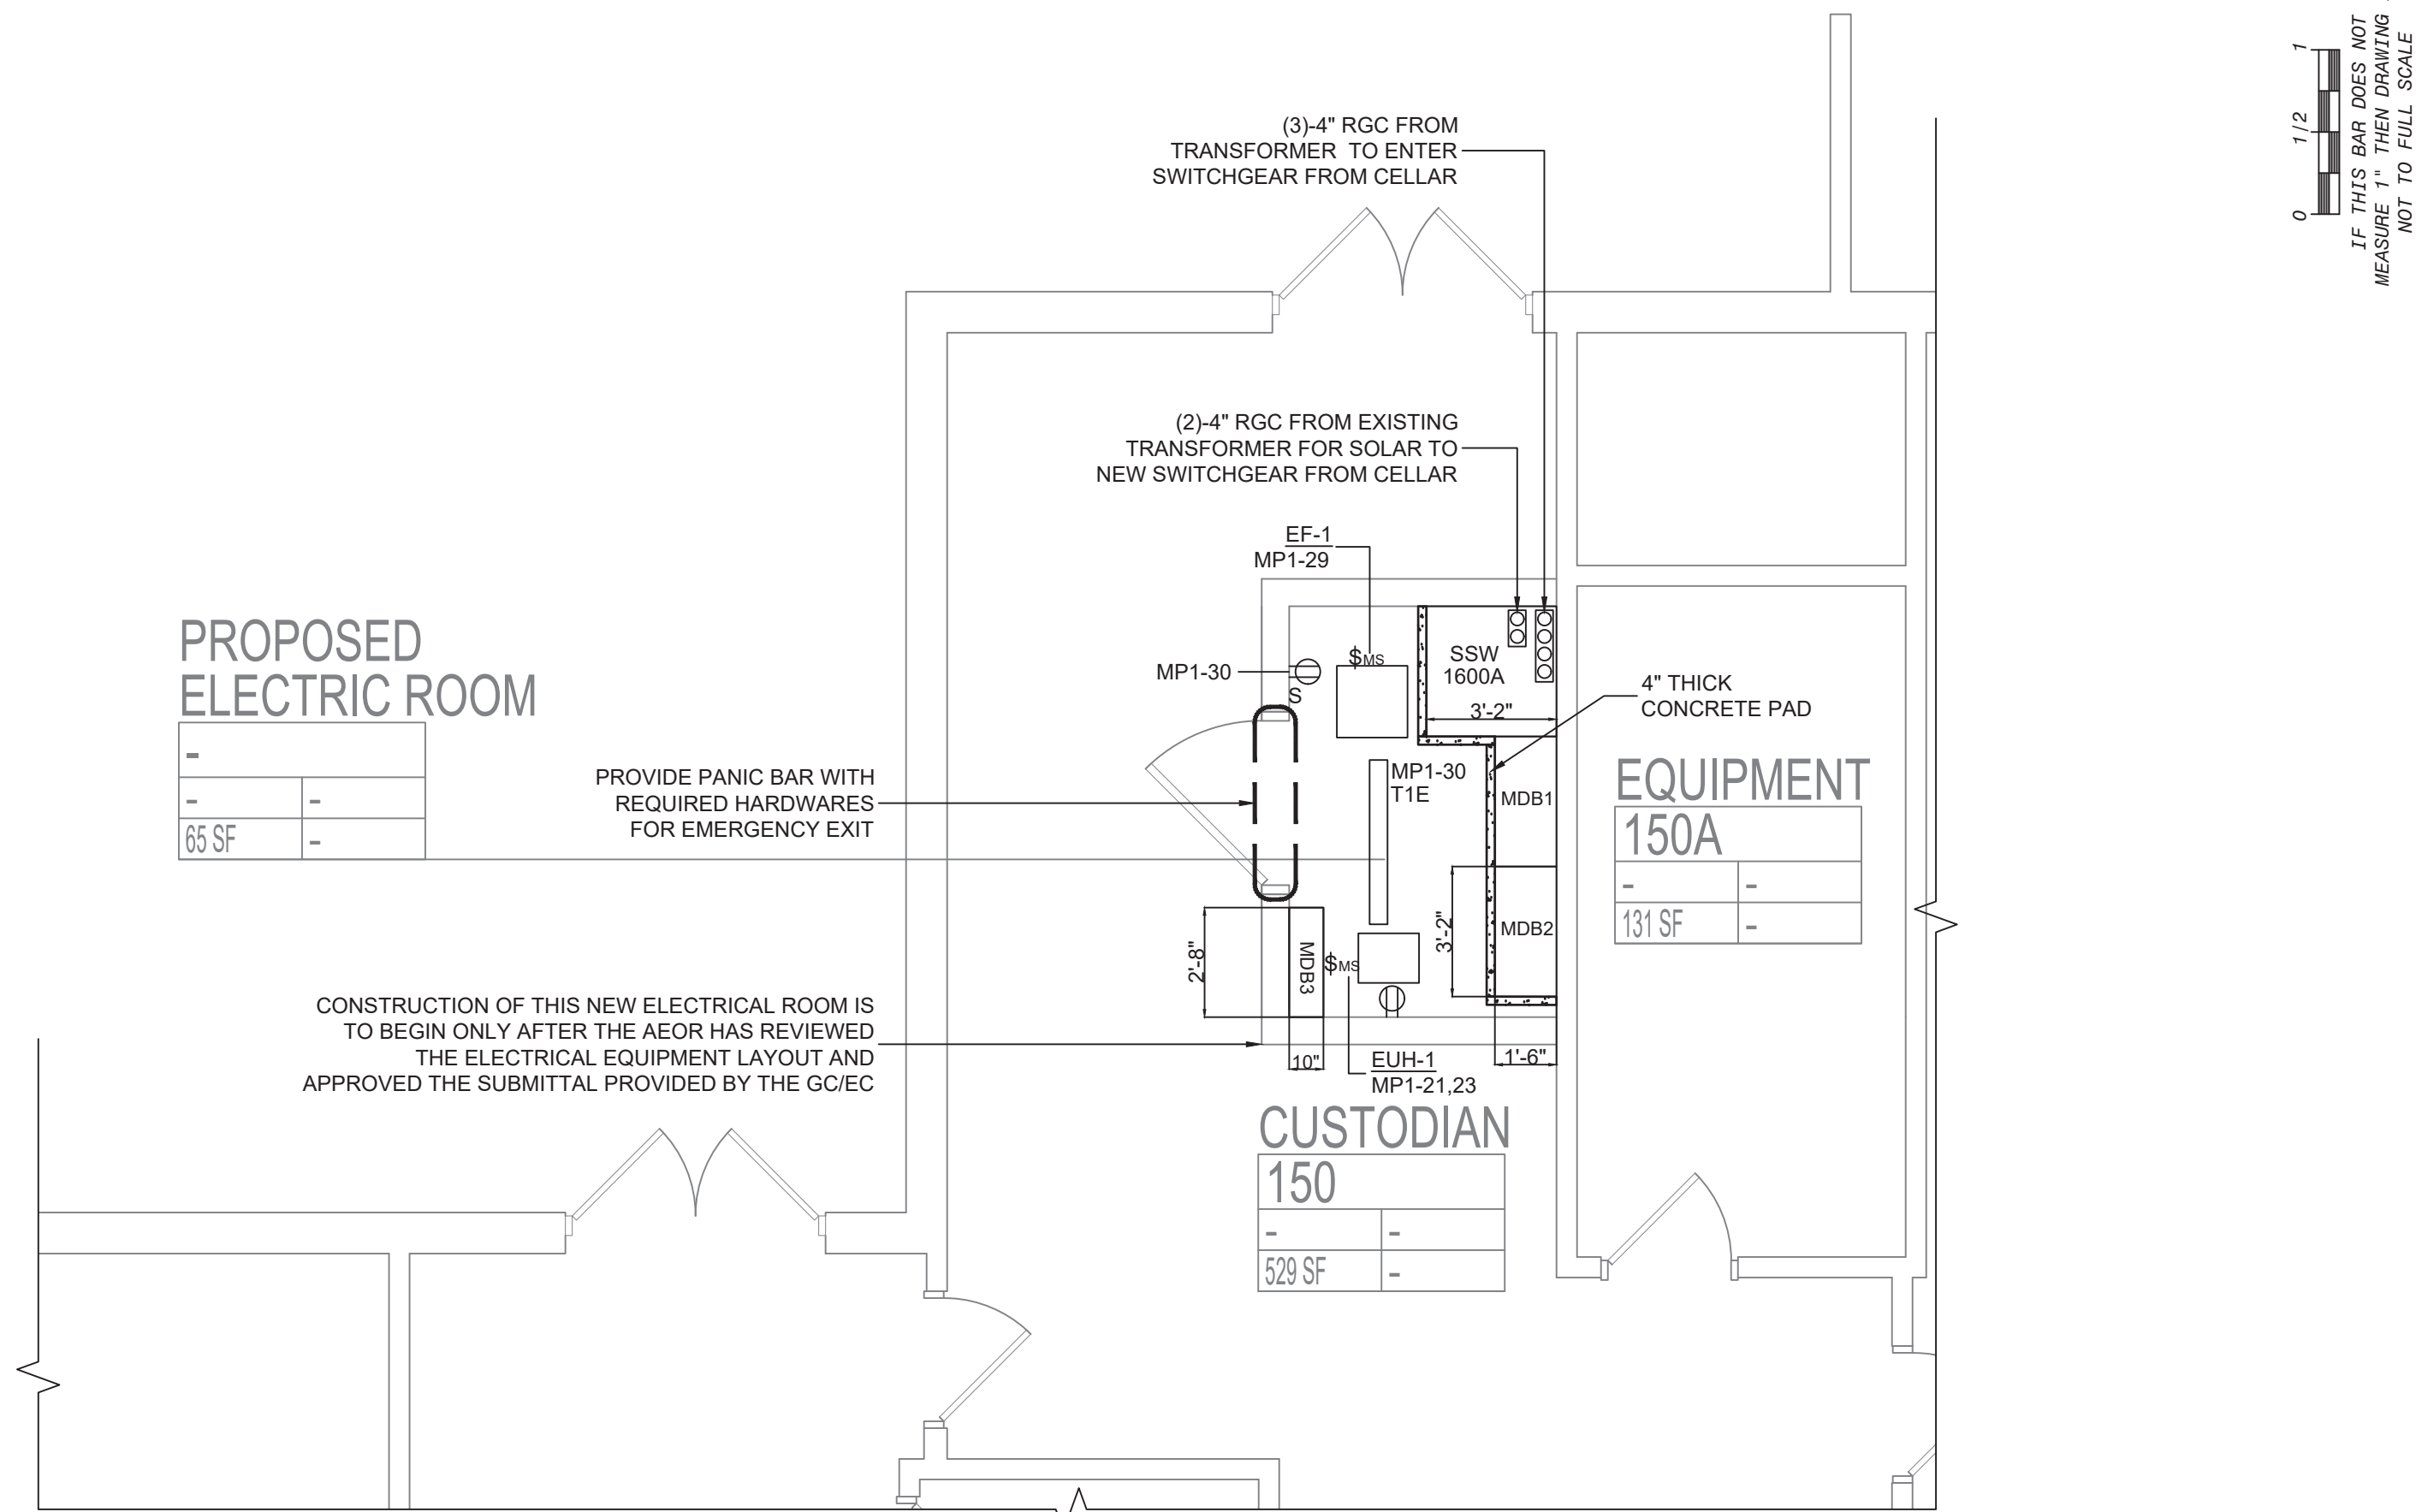 (3)-4" RGC FROM
TRANSFORMER TO ENTER
SWITCHGEAR FROM CELLAR
0 1/2 1
IF THIS BAR DOES NOT
MEASURE 1" THEN DRAWING
NOT TO FULL SCALE
(2)-4" RGC FROM EXISTING
TRANSFORMER FOR SOLAR TO
NEW SWITCHGEAR FROM CELLAR
EF-1
MP1-29
PROPOSED
ELECTRIC ROOM
-
- -
65 SF -
MP1-30
S
$MS
SSW
1600A
3'-2"
4" THICK
CONCRETE PAD
PROVIDE PANIC BAR WITH
REQUIRED HARDWARES
FOR EMERGENCY EXIT
MP1-30
T1E
MDB1
EQUIPMENT
150A
- -
131 SF -
2'-8"
MDB3
$MS
3'-2"
MDB2
CONSTRUCTION OF THIS NEW ELECTRICAL ROOM IS
TO BEGIN ONLY AFTER THE AEOR HAS REVIEWED
THE ELECTRICAL EQUIPMENT LAYOUT AND
APPROVED THE SUBMITTAL PROVIDED BY THE GC/EC
10"
EUH-1
MP1-21,23
1'-6"
CUSTODIAN
150
- -
529 SF -